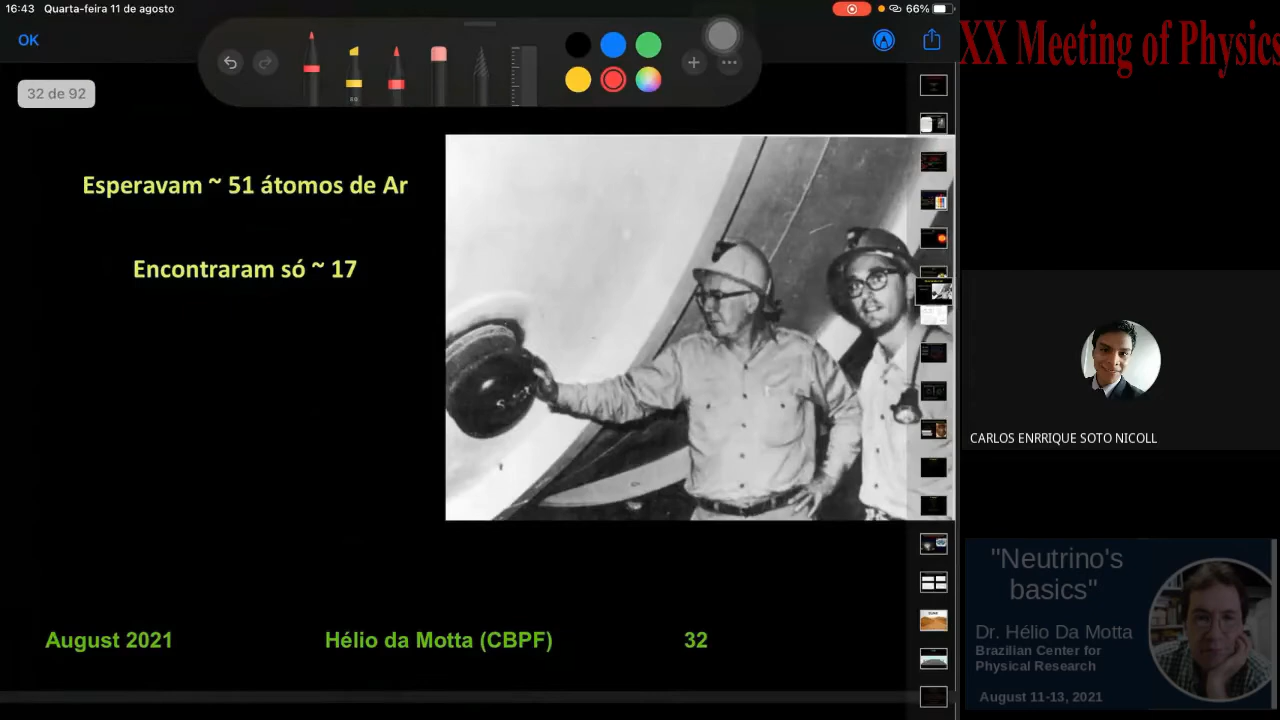 16:43 Quarta-feira 11 de agosto
66%
OK
XX Meeting of Physics
32 de 92
Esperavam ~ 51 átomos de Ar
Encontraram só ~ 17
CARLOS ENRRIQUE SOTO NICOLL
"Neutrino's
basics"
Dr. Hélio Da Motta
Brazilian Center for
Physical Research
August 11-13, 2021
August 2021
Hélio da Motta (CBPF)
32